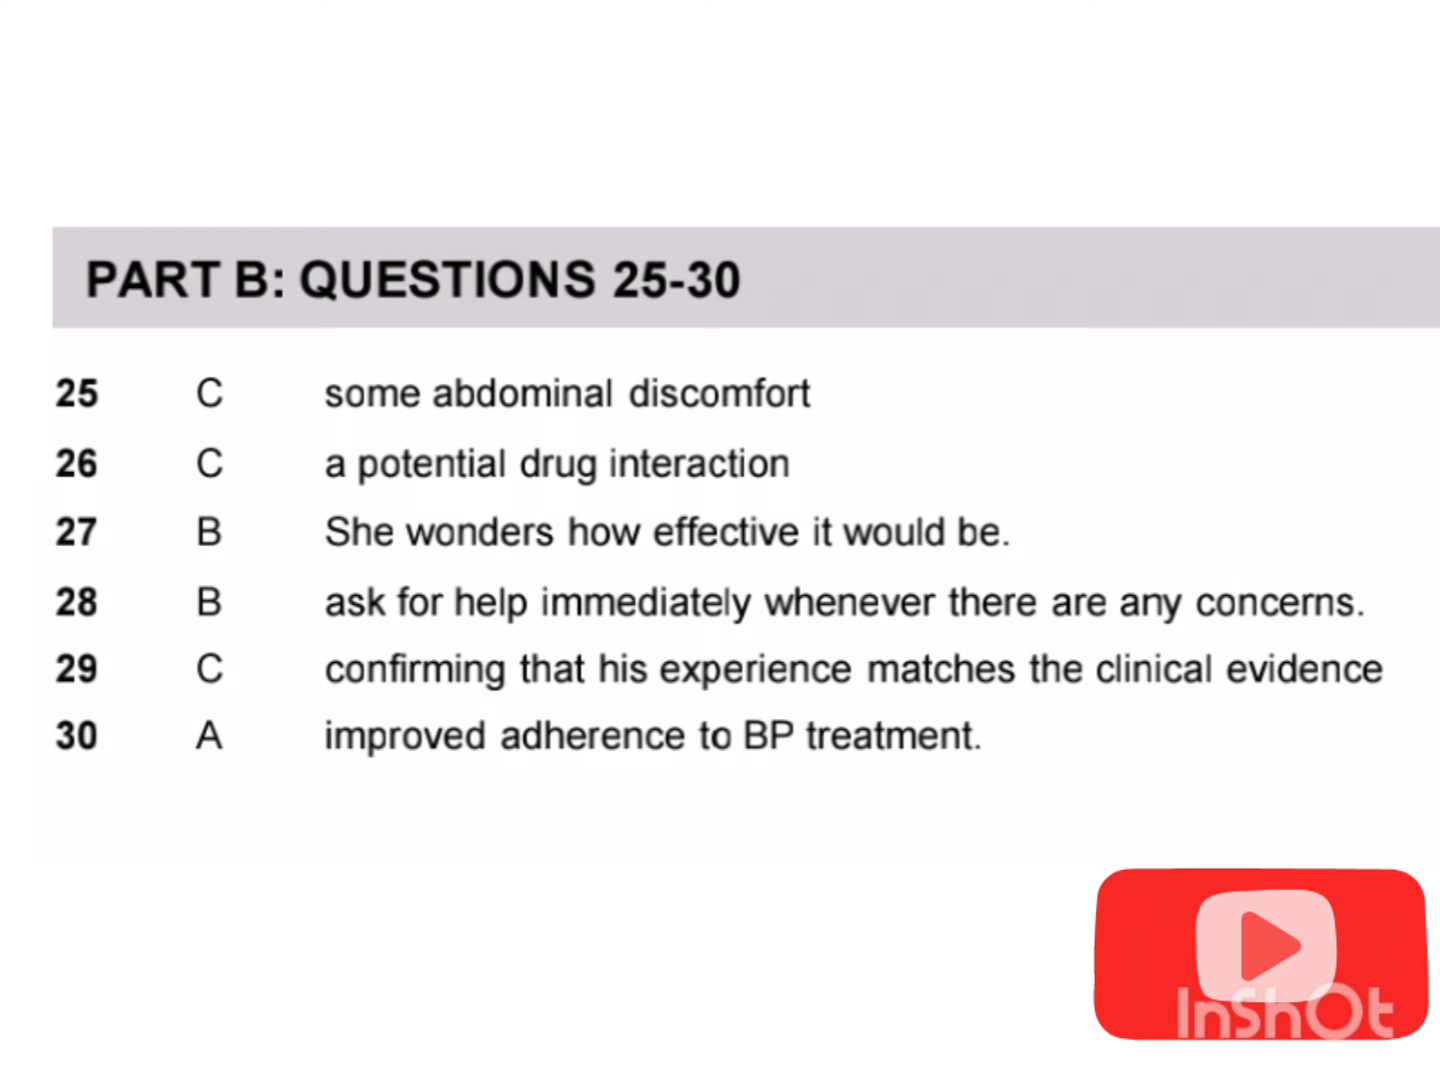 PART B: QUESTIONS 25-30
25 C some abdominal discomfort
26 C a potential drug interaction
27 B She wonders how effective it would be.
28 B ask for help immediately whenever there are any concerns.
29 C confirming that his experience matches the clinical evidence
30 A improved adherence to BP treatment.
InShOt